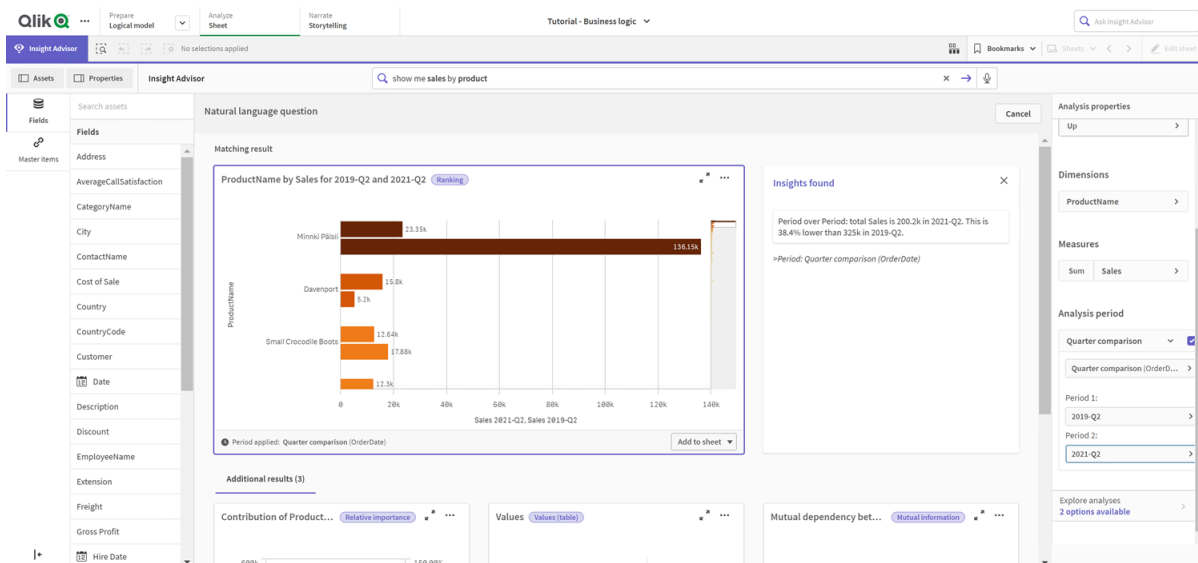 Qlik
Prepare
Logical model
Analyze
Sheet
Narrate
Storytelling
Tutorial - Business logic
Ask Insight Advisor
Insight Advisor
No selections applied
Bookmarks
Sheets
Edit sheet
Assets
Properties
Insight Advisor
show me sales by product
Fields
Master items
Search assets
Fields
Address
AverageCallSatisfaction
CategoryName
City
ContactName
Cost of Sale
Country
CountryCode
Customer
Date
Description
Discount
EmployeeName
Extension
Freight
Gross Profit
Hire Date
Natural language question
Cancel
Matching result
ProductName by Sales for 2019-Q2 and 2021-Q2 Ranking
ProductName
Minnki Pälsii
23.35k
136.15k
Davenport
15.8k
5.2k
Small Crocodile Boots
12.64k
17.88k
12.3k
0 20k 40k 60k 80k 100k 120k 140k
Sales 2021-Q2, Sales 2019-Q2
Period applied: Quarter comparison (OrderDate)
Add to sheet
Insights found
Period over Period: total Sales is 200.2k in 2021-Q2. This is
38.4% lower than 325k in 2019-Q2.
>Period: Quarter comparison (OrderDate)
Additional results (3)
Contribution of Product... Relative importance
Values Values (table)
Mutual dependency bet... Mutual information
600k 150.00%
Analysis properties
Up
Dimensions
ProductName
Measures
Sum Sales
Analysis period
Quarter comparison
Quarter comparison (OrderD...
Period 1:
2019-Q2
Period 2:
2021-Q2
Explore analyses
2 options available